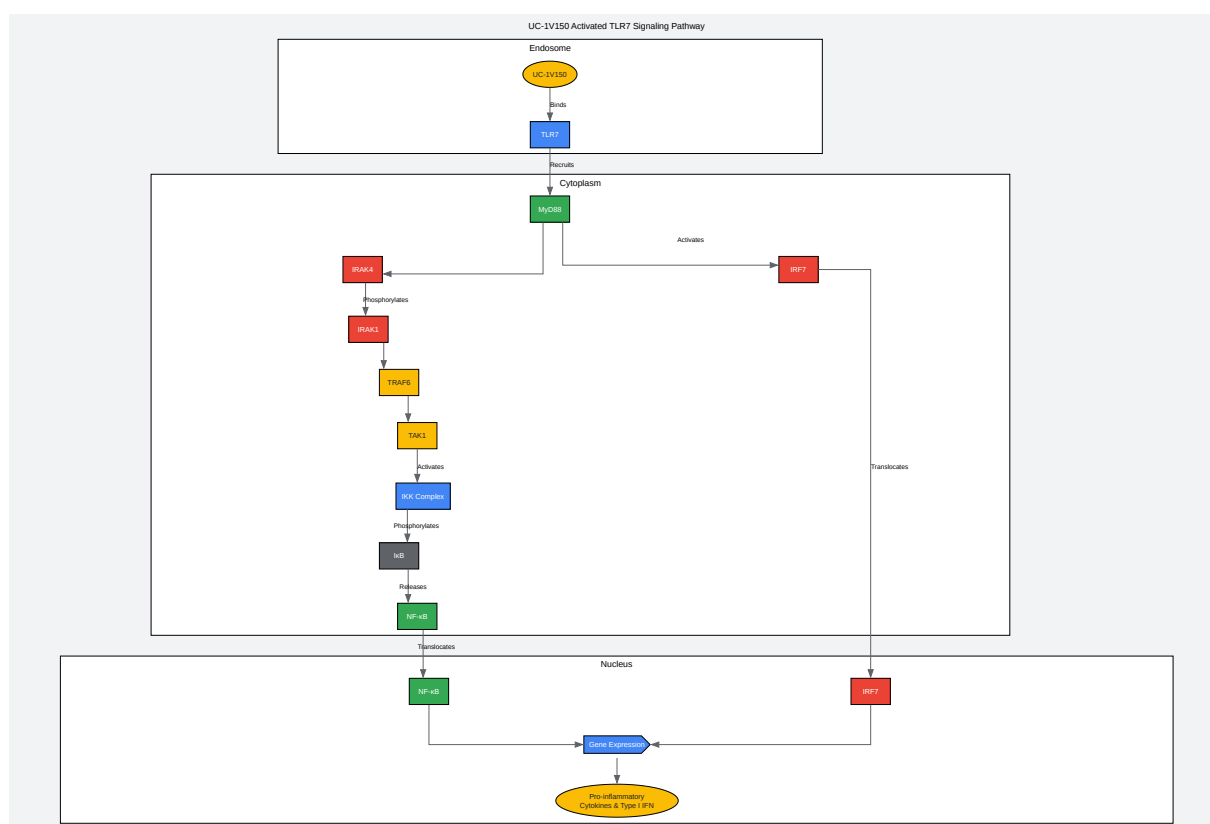 UC-1V150 Activated TLR7 Signaling Pathway
Endosome
UC-1V150
Binds
TLR7
Recruits
Cytoplasm
MyD88
Activates
IRAK4
IRF7
Phosphorylates
IRAK1
TRAF6
TAK1
Activates
Translocates
IKK Complex
Phosphorylates
IκB
Releases
NF-κB
Translocates
Nucleus
NF-κB
IRF7
Gene Expression
Pro-inflammatory
Cytokines & Type I IFN